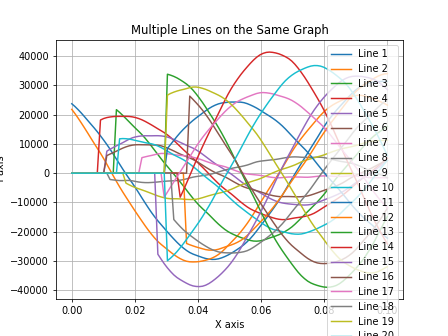 Multiple Lines on the Same Graph
40000
30000
20000
10000
0
−10000
−20000
−30000
−40000
0.00 0.02 0.04 0.06 0.08
X axis
axis
Line 1
Line 2
Line 3
Line 4
Line 5
Line 6
Line 7
Line 8
Line 9
Line 10
Line 11
Line 12
Line 13
Line 14
Line 15
Line 16
Line 17
Line 18
Line 19
Line 20